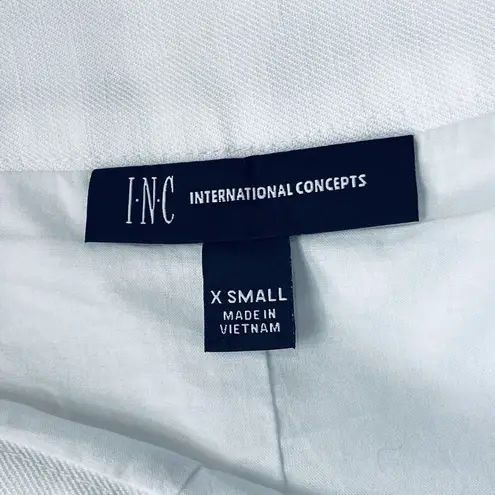 I·N·C INTERNATIONAL CONCEPTS
X SMALL
MADE IN
VIETNAM